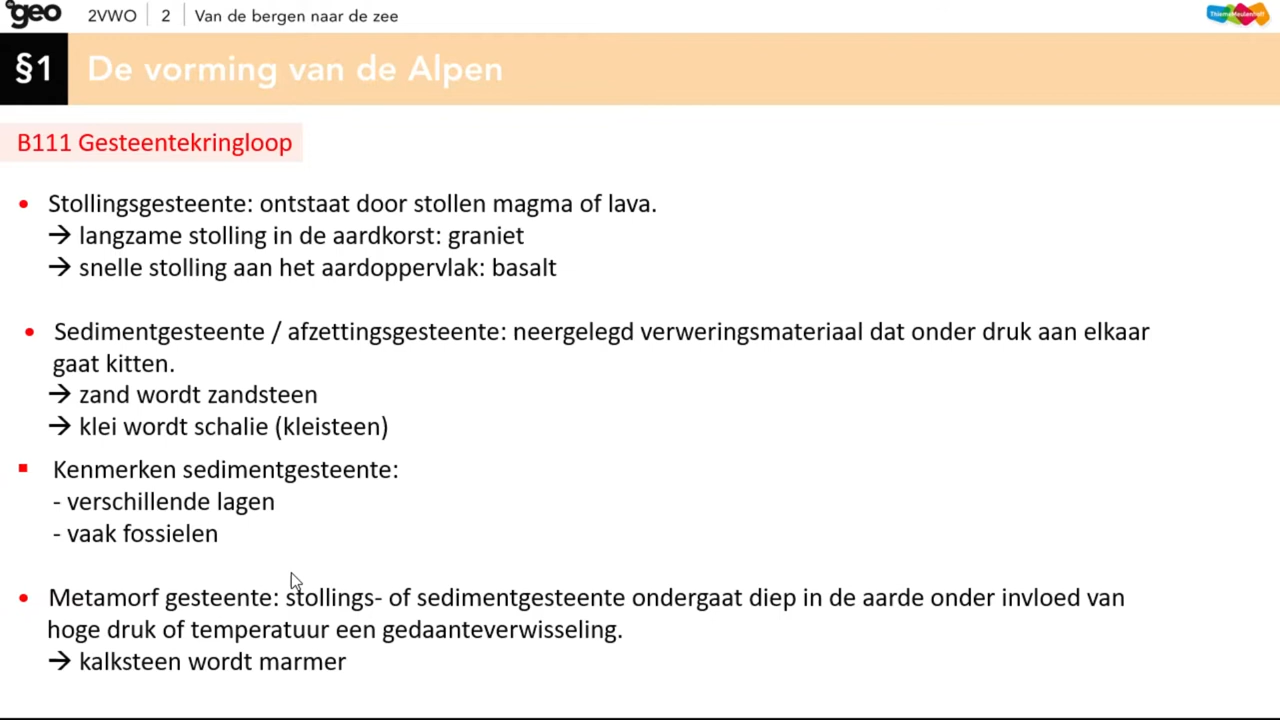 de geo
2VWO 2 Van de bergen naar de zee
ThiemeMeulenhoff
§1 De vorming van de Alpen
B111 Gesteentekringloop
• Stollingsgesteente: ontstaat door stollen magma of lava.
→ langzame stolling in de aardkorst: graniet
→ snelle stolling aan het aardoppervlak: basalt
• Sedimentgesteente / afzettingsgesteente: neergelegd verweringsmateriaal dat onder druk aan elkaar
gaat kitten.
→ zand wordt zandsteen
→ klei wordt schalie (kleisteen)
▪ Kenmerken sedimentgesteente:
- verschillende lagen
- vaak fossielen
• Metamorf gesteente: stollings- of sedimentgesteente ondergaat diep in de aarde onder invloed van
hoge druk of temperatuur een gedaanteverwisseling.
→ kalksteen wordt marmer